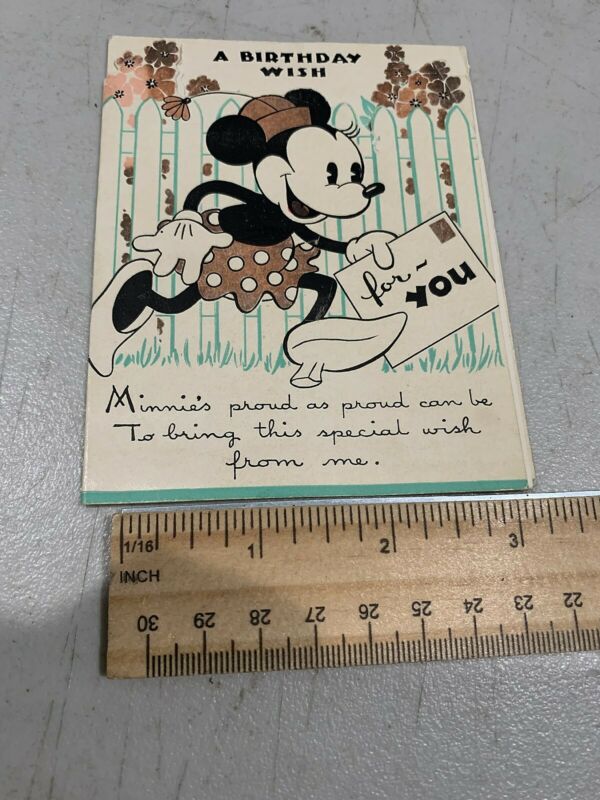 A BIRTHDAY
WISH
for~
YOU
Minnie's proud as proud can be
To bring this special wish
from me.
1/16 1 2 3
INCH
30 29 28 27 26 25 24 23 22